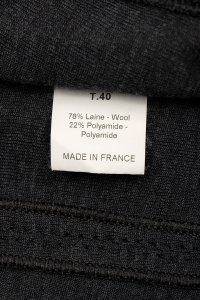 T.40
78% Laine - Wool
22% Polyamide -
Polyamide
MADE IN FRANCE